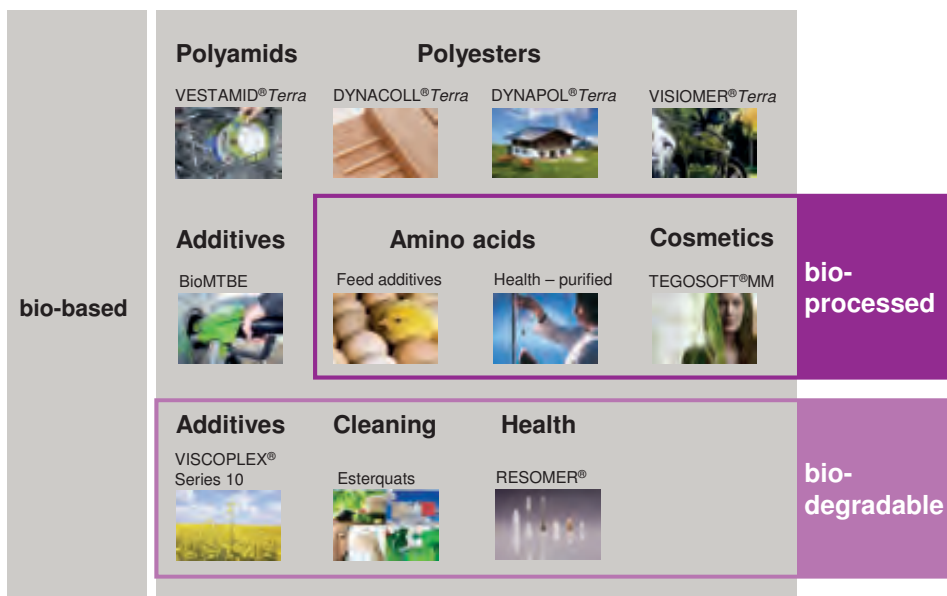 Polyamids
Polyesters
VESTAMID®Terra
DYNACOLL®Terra
DYNAPOL®Terra
VISIOMER®Terra
bio-based
Additives
Amino acids
Cosmetics
BioMTBE
Feed additives
Health – purified
TEGOSOFT®MM
bio-
processed
Additives
Cleaning
Health
VISCOPLEX®
Series 10
Esterquats
RESOMER®
bio-
degradable